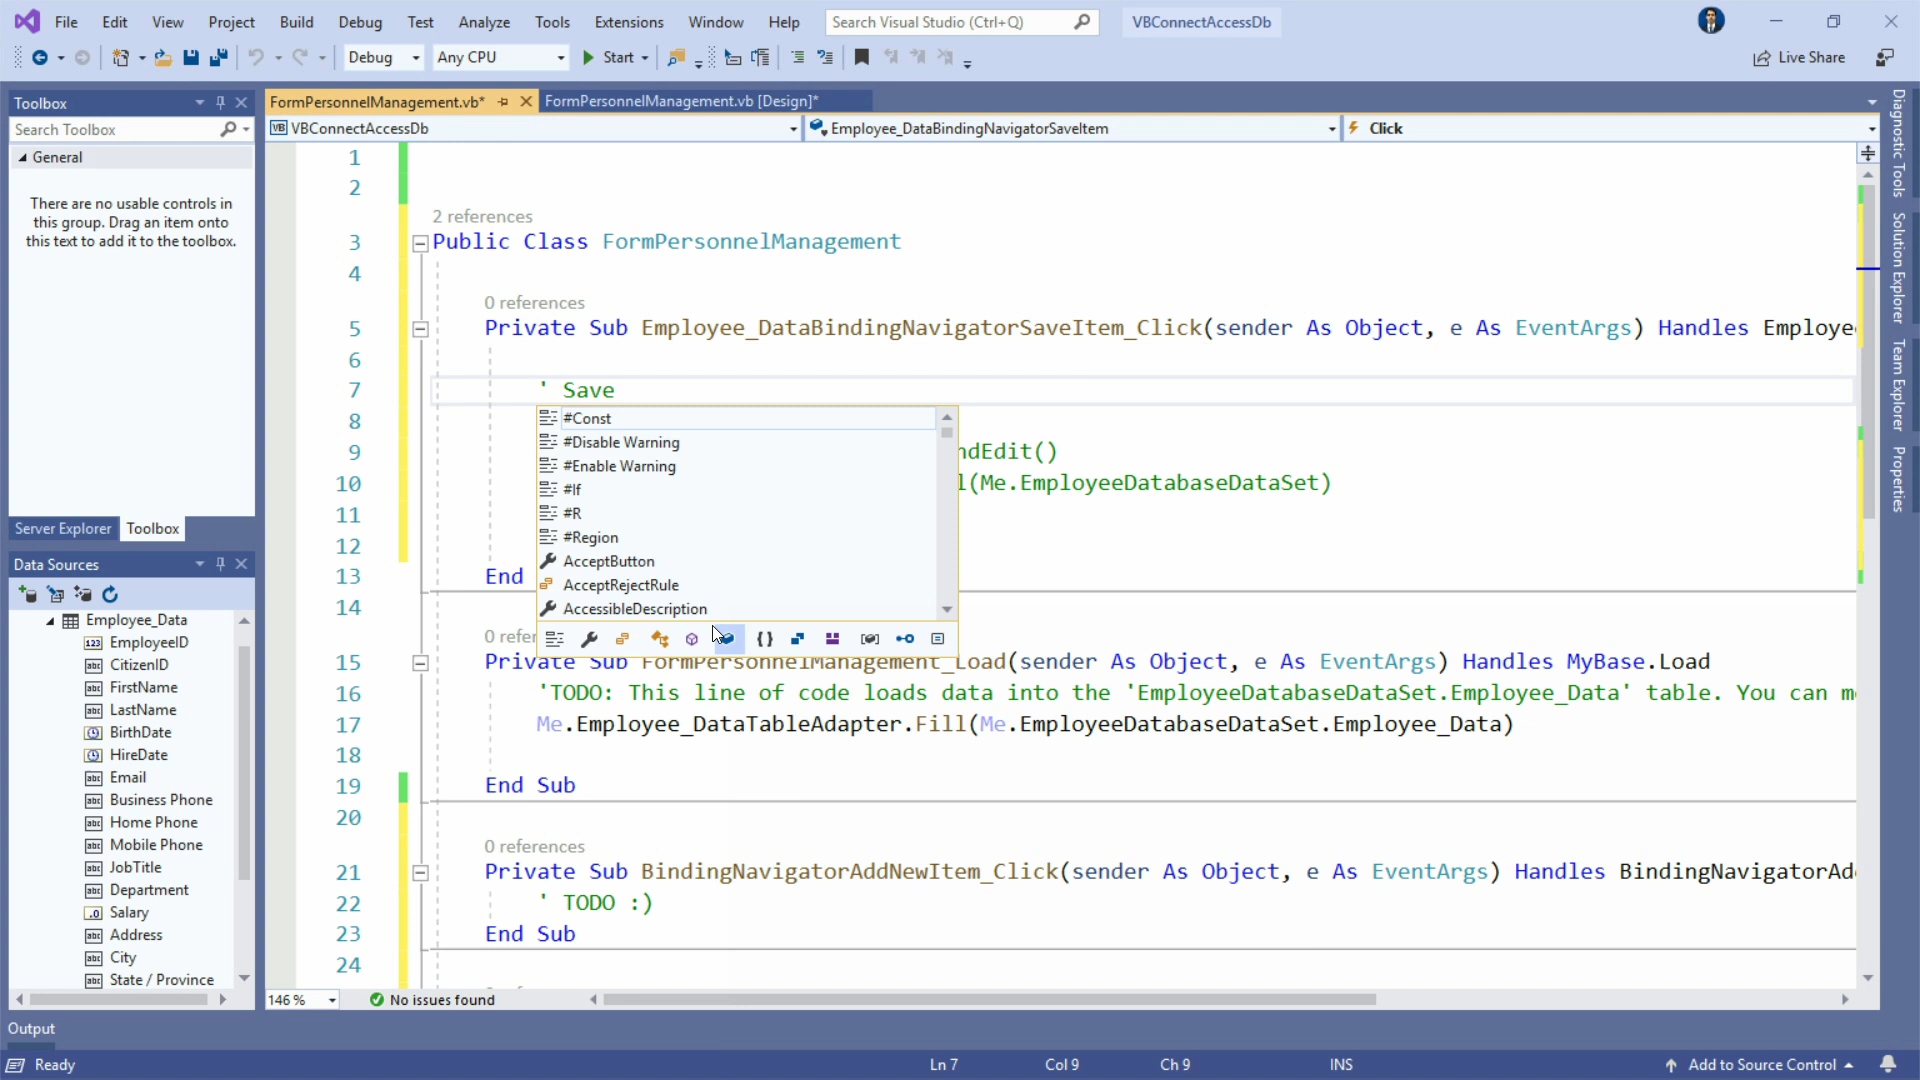 File Edit View Project Build Debug Test Analyze Tools Extensions Window Help Search Visual Studio (Ctrl+Q) VBConnectAccessDb
Debug Any CPU Start Live Share
Toolbox
Search Toolbox
General
There are no usable controls in
this group. Drag an item onto
this text to add it to the toolbox.
Server Explorer Toolbox
Data Sources
Employee_Data
EmployeeID
CitizenID
FirstName
LastName
BirthDate
HireDate
Email
Business Phone
Home Phone
Mobile Phone
JobTitle
Department
Salary
Address
City
State / Province
FormPersonnelManagement.vb* FormPersonnelManagement.vb [Design]*
VBConnectAccessDb Employee_DataBindingNavigatorSaveItem Click
1
2
2 references
3 Public Class FormPersonnelManagement
4
0 references
5 Private Sub Employee_DataBindingNavigatorSaveItem_Click(sender As Object, e As EventArgs) Handles Employe
6
7 ' Save
8
9 ndEdit()
10 l(Me.EmployeeDatabaseDataSet)
11
12
13 End
14
#Const
#Disable Warning
#Enable Warning
#If
#R
#Region
AcceptButton
AcceptRejectRule
AccessibleDescription
0 refer
15 Private Sub FormPersonnelManagement_Load(sender As Object, e As EventArgs) Handles MyBase.Load
16 'TODO: This line of code loads data into the 'EmployeeDatabaseDataSet.Employee_Data' table. You can m
17 Me.Employee_DataTableAdapter.Fill(Me.EmployeeDatabaseDataSet.Employee_Data)
18
19 End Sub
20
0 references
21 Private Sub BindingNavigatorAddNewItem_Click(sender As Object, e As EventArgs) Handles BindingNavigatorAd
22 ' TODO :)
23 End Sub
24
146 % No issues found
Diagnostic Tools
Solution Explorer
Team Explorer
Properties
Output
Ready Ln 7 Col 9 Ch 9 INS Add to Source Control